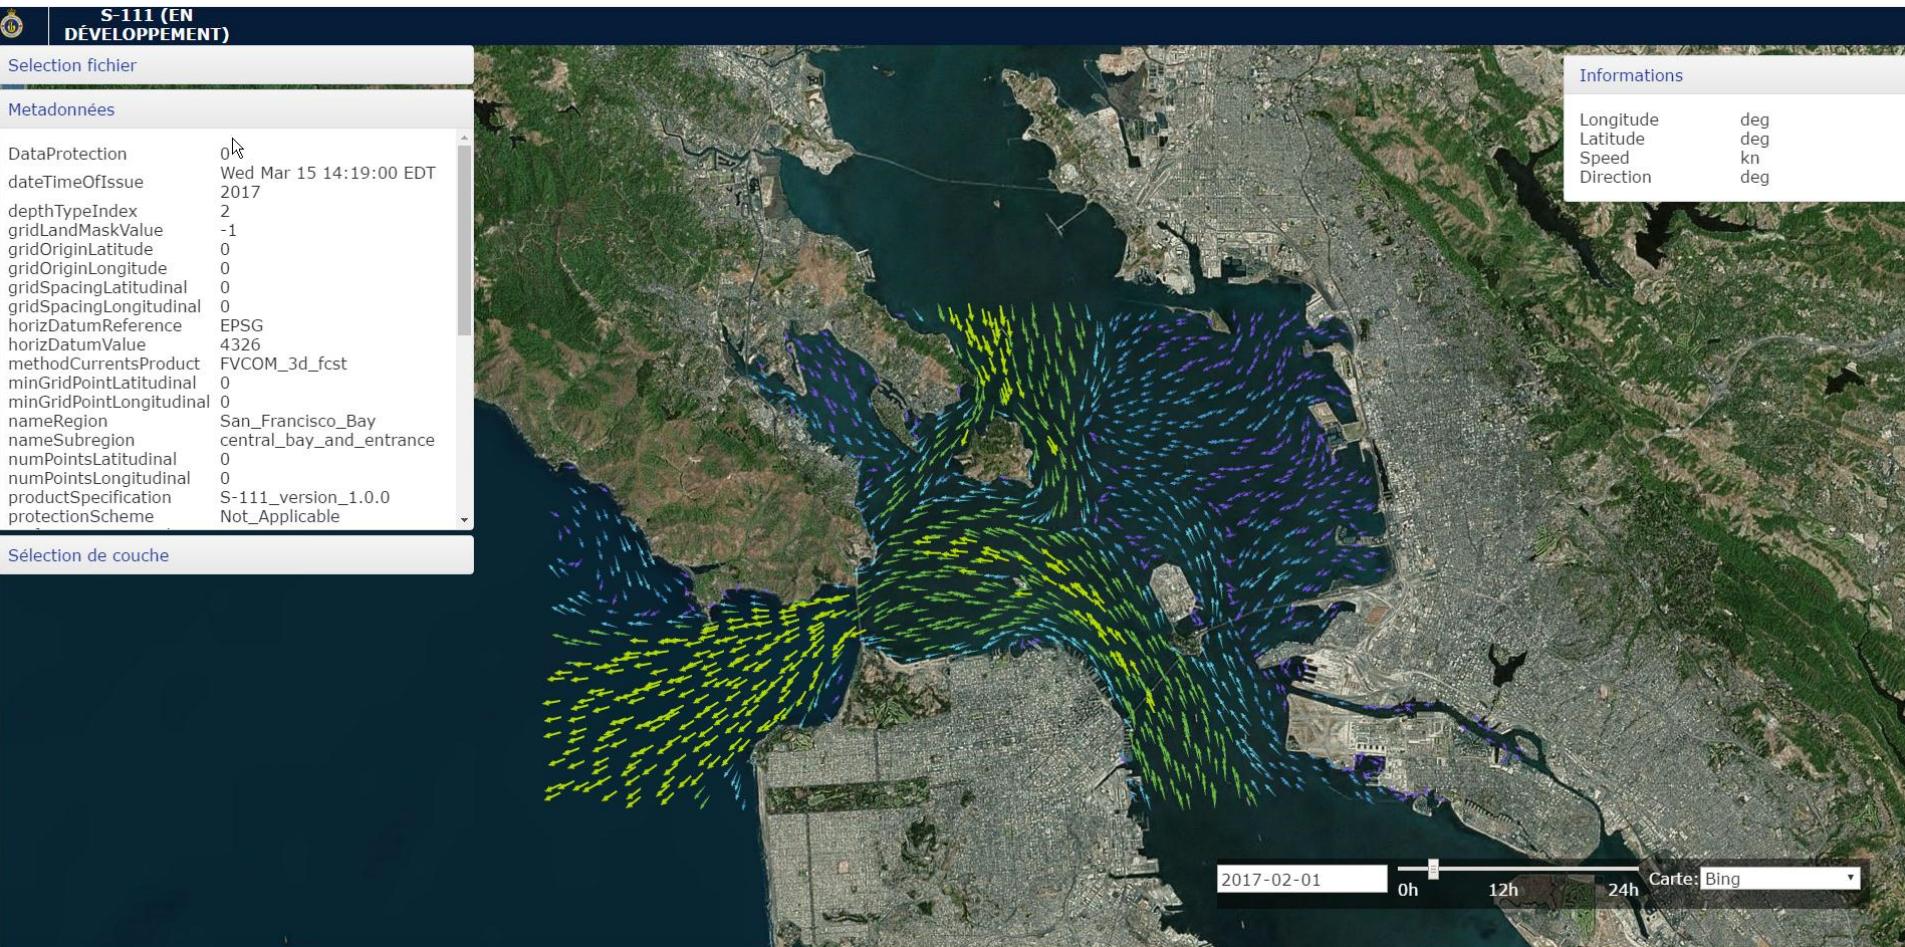 S-111 (EN
DÉVELOPPEMENT)
Selection fichier
Metadonnées
DataProtection 0
dateTimeOfIssue Wed Mar 15 14:19:00 EDT
2017
depthTypeIndex 2
gridLandMaskValue -1
gridOriginLatitude 0
gridOriginLongitude 0
gridSpacingLatitudinal 0
gridSpacingLongitudinal 0
horizDatumReference EPSG
horizDatumValue 4326
methodCurrentsProduct FVCOM_3d_fcst
minGridPointLatitudinal 0
minGridPointLongitudinal 0
nameRegion San_Francisco_Bay
nameSubregion central_bay_and_entrance
numPointsLatitudinal 0
numPointsLongitudinal 0
productSpecification S-111_version_1.0.0
protectionScheme Not_Applicable
Sélection de couche
Informations
Longitude deg
Latitude deg
Speed kn
Direction deg
2017-02-01
0h 12h 24h
Carte: Bing